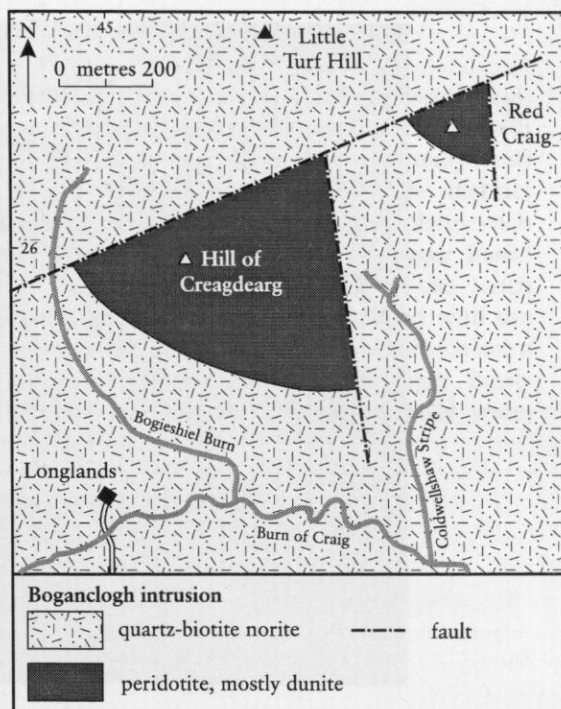 45
N
0 metres 200
Little
Turf Hill
Red
Craig
26
Hill of
Creagdearg
Bogieshiel Burn
Coldwellshaw Stripe
Longlands
Burn of Craig
Boganclogh intrusion
quartz-biotite norite
fault
peridotite, mostly dunite